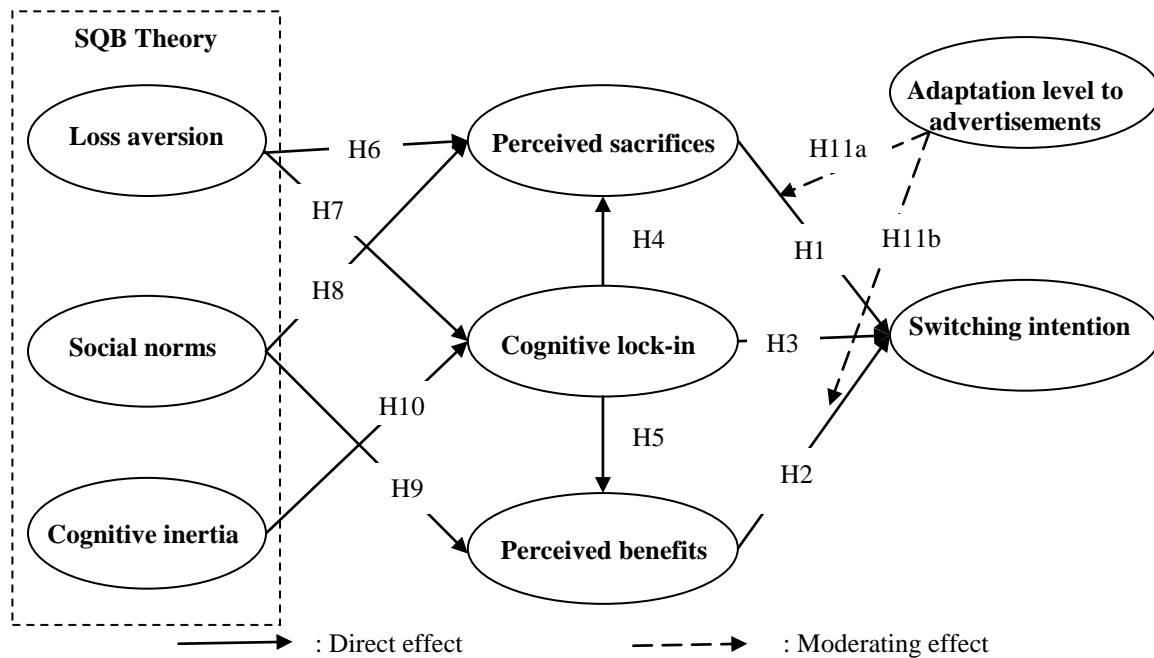 SQB Theory
Loss aversion
Social norms
Cognitive inertia
H6
H7
H8
H10
H9
Perceived sacrifices
H4
Cognitive lock-in
H5
Perceived benefits
Adaptation level to
advertisements
H11a
H11b
H1
H3
H2
Switching intention
: Direct effect
: Moderating effect